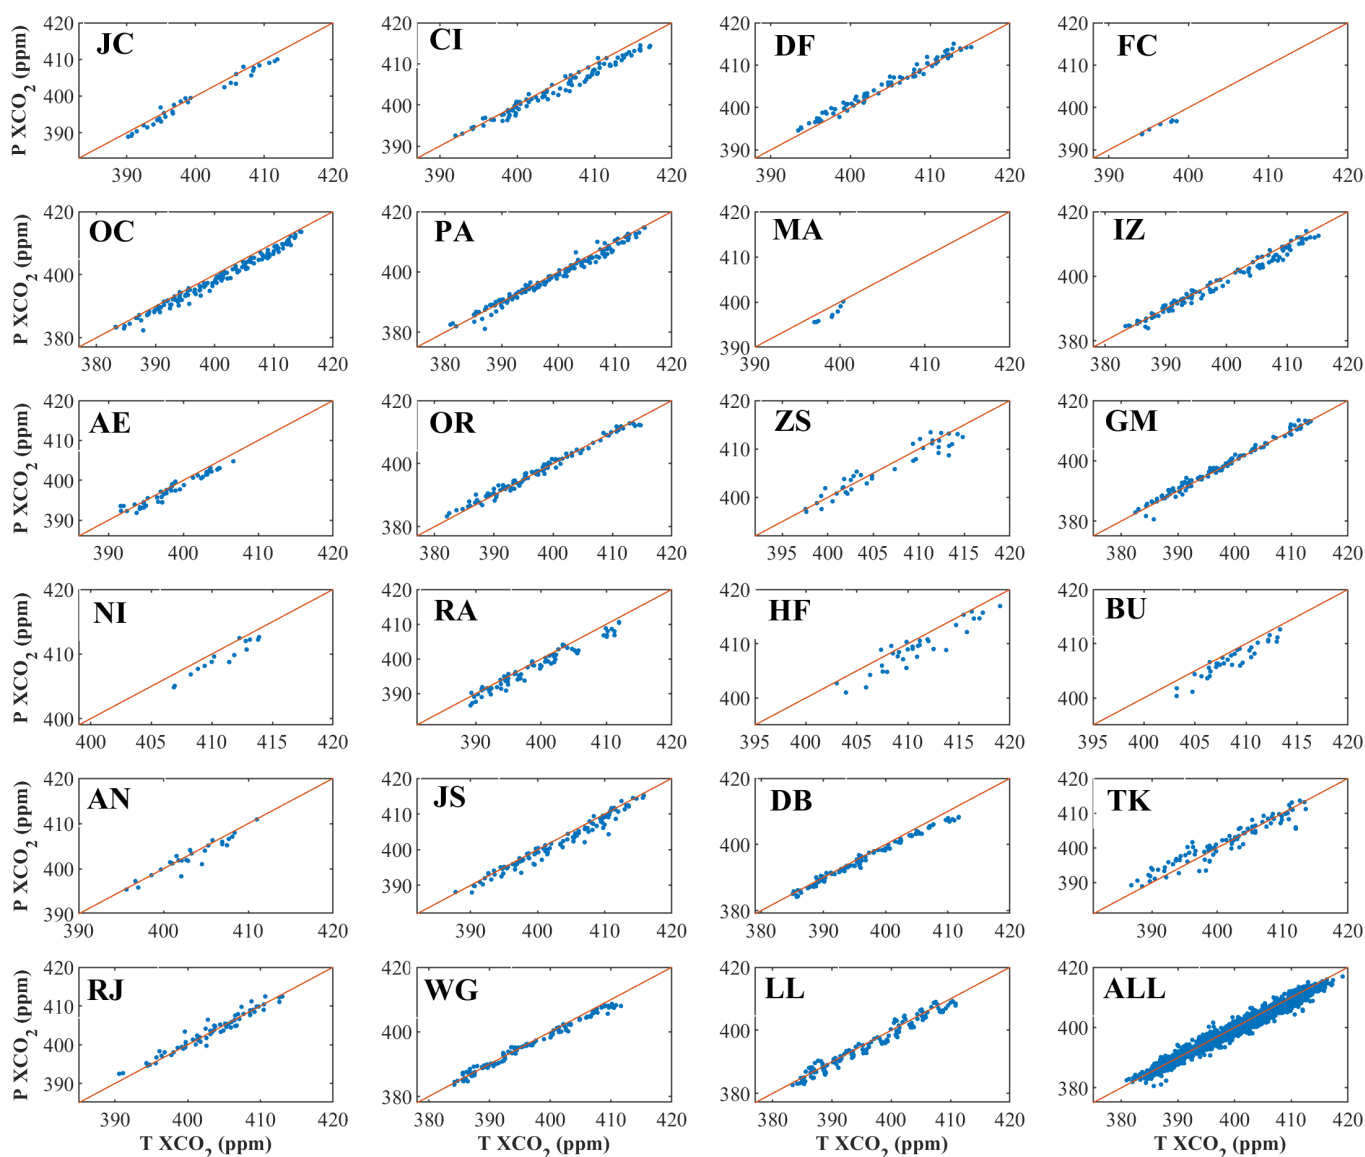 JC
P XCO2 (ppm)
420
410
400
390
390 400 410 420
CI
420
410
400
390
390 400 410 420
DF
420
410
400
390
390 400 410 420
FC
420
410
400
390
390 400 410 420
OC
P XCO2 (ppm)
420
400
380
380 390 400 410 420
PA
420
400
380
380 390 400 410 420
MA
420
410
400
390
390 400 410 420
IZ
420
400
380
380 390 400 410 420
AE
P XCO2 (ppm)
420
410
400
390
390 400 410 420
OR
420
400
380
380 390 400 410 420
ZS
420
410
400
395 400 405 410 415 420
GM
420
400
380
380 390 400 410 420
NI
P XCO2 (ppm)
420
410
400
400 405 410 415 420
RA
420
410
400
390
390 400 410 420
HF
420
410
400
395 400 405 410 415 420
BU
420
410
400
395 400 405 410 415 420
AN
P XCO2 (ppm)
420
410
400
390
390 400 410 420
JS
420
410
400
390
390 400 410 420
DB
420
400
380
380 390 400 410 420
TK
420
410
400
390
390 400 410 420
RJ
P XCO2 (ppm)
420
410
400
390
390 400 410 420
T XCO2 (ppm)
WG
420
400
380
380 390 400 410 420
T XCO2 (ppm)
LL
420
400
380
380 390 400 410 420
T XCO2 (ppm)
ALL
420
400
380
380 390 400 410 420
T XCO2 (ppm)